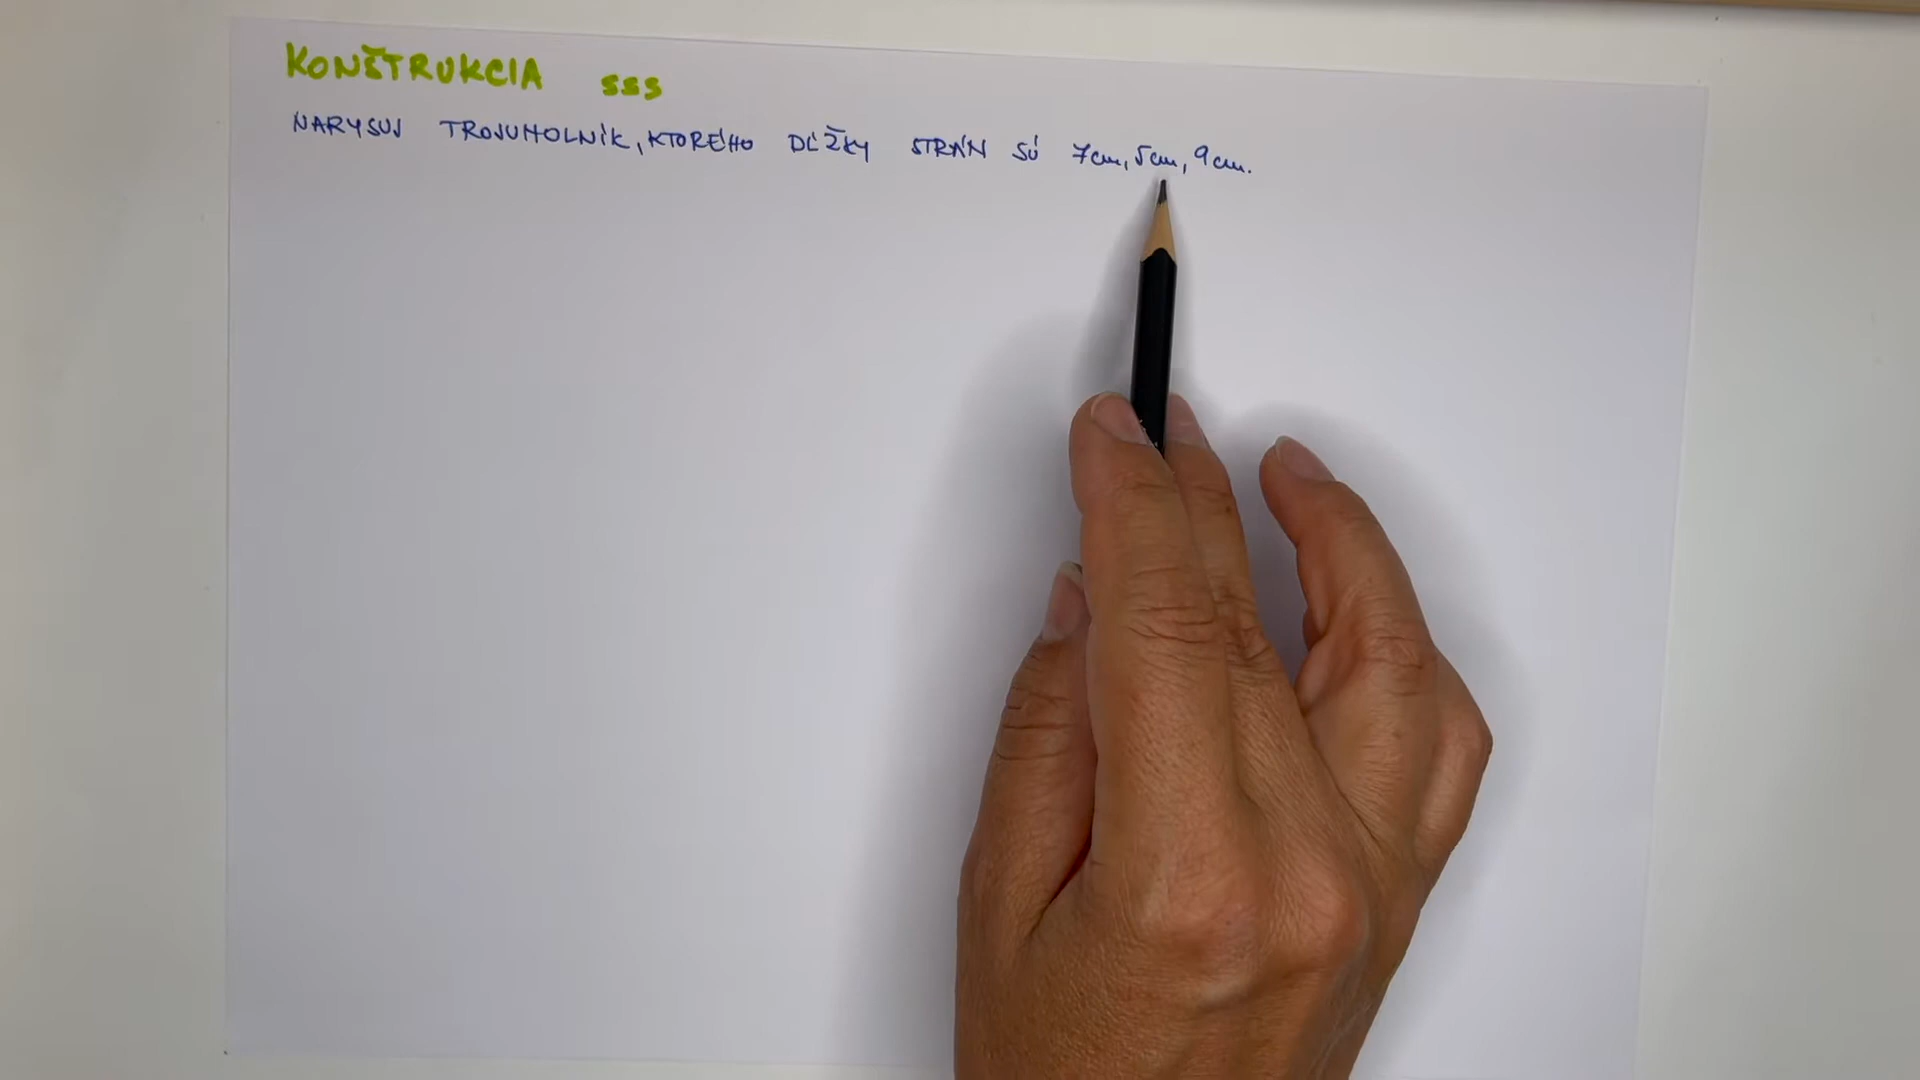 KONŠTRUKCIA sss
NARYSUJ TROJUHOLNÍK, KTORÉHO DĹŽKY STRÁN SÚ 7cm, 5cm, 9cm.